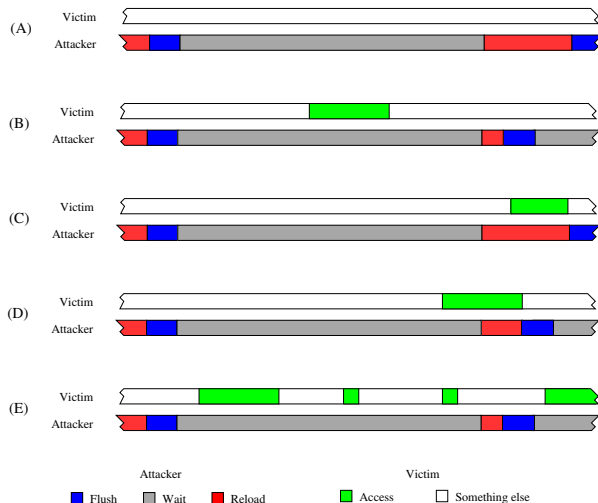 Victim
(A)
Attacker
Victim
(B)
Attacker
Victim
(C)
Attacker
Victim
(D)
Attacker
Victim
(E)
Attacker
Attacker Victim
Flush Wait Reload Access Something else